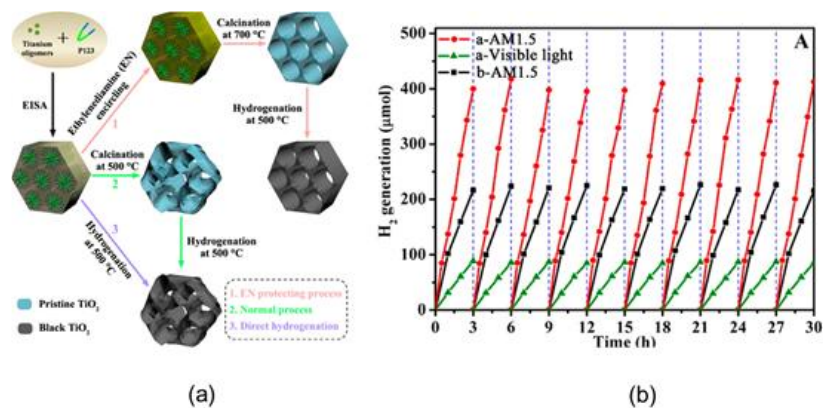 Titanium
oligomers
+
P123
EISA
Ethylenediamine (EN)
encircling
1
Calcination
at 700 °C
Hydrogenation
at 500 °C
Calcination
at 500 °C
2
3
Hydrogenation
at 500 °C
Hydrogenation
at 500 °C
Pristine TiO₂
Black TiO₂
1. EN protecting process
2. Normal process
3. Direct hydrogenation
(a)
A
a-AM1.5
a-Visible light
b-AM1.5
H₂ generation (μmol)
500
400
300
200
100
0
0 3 6 9 12 15 18 21 24 27 30
Time (h)
(b)